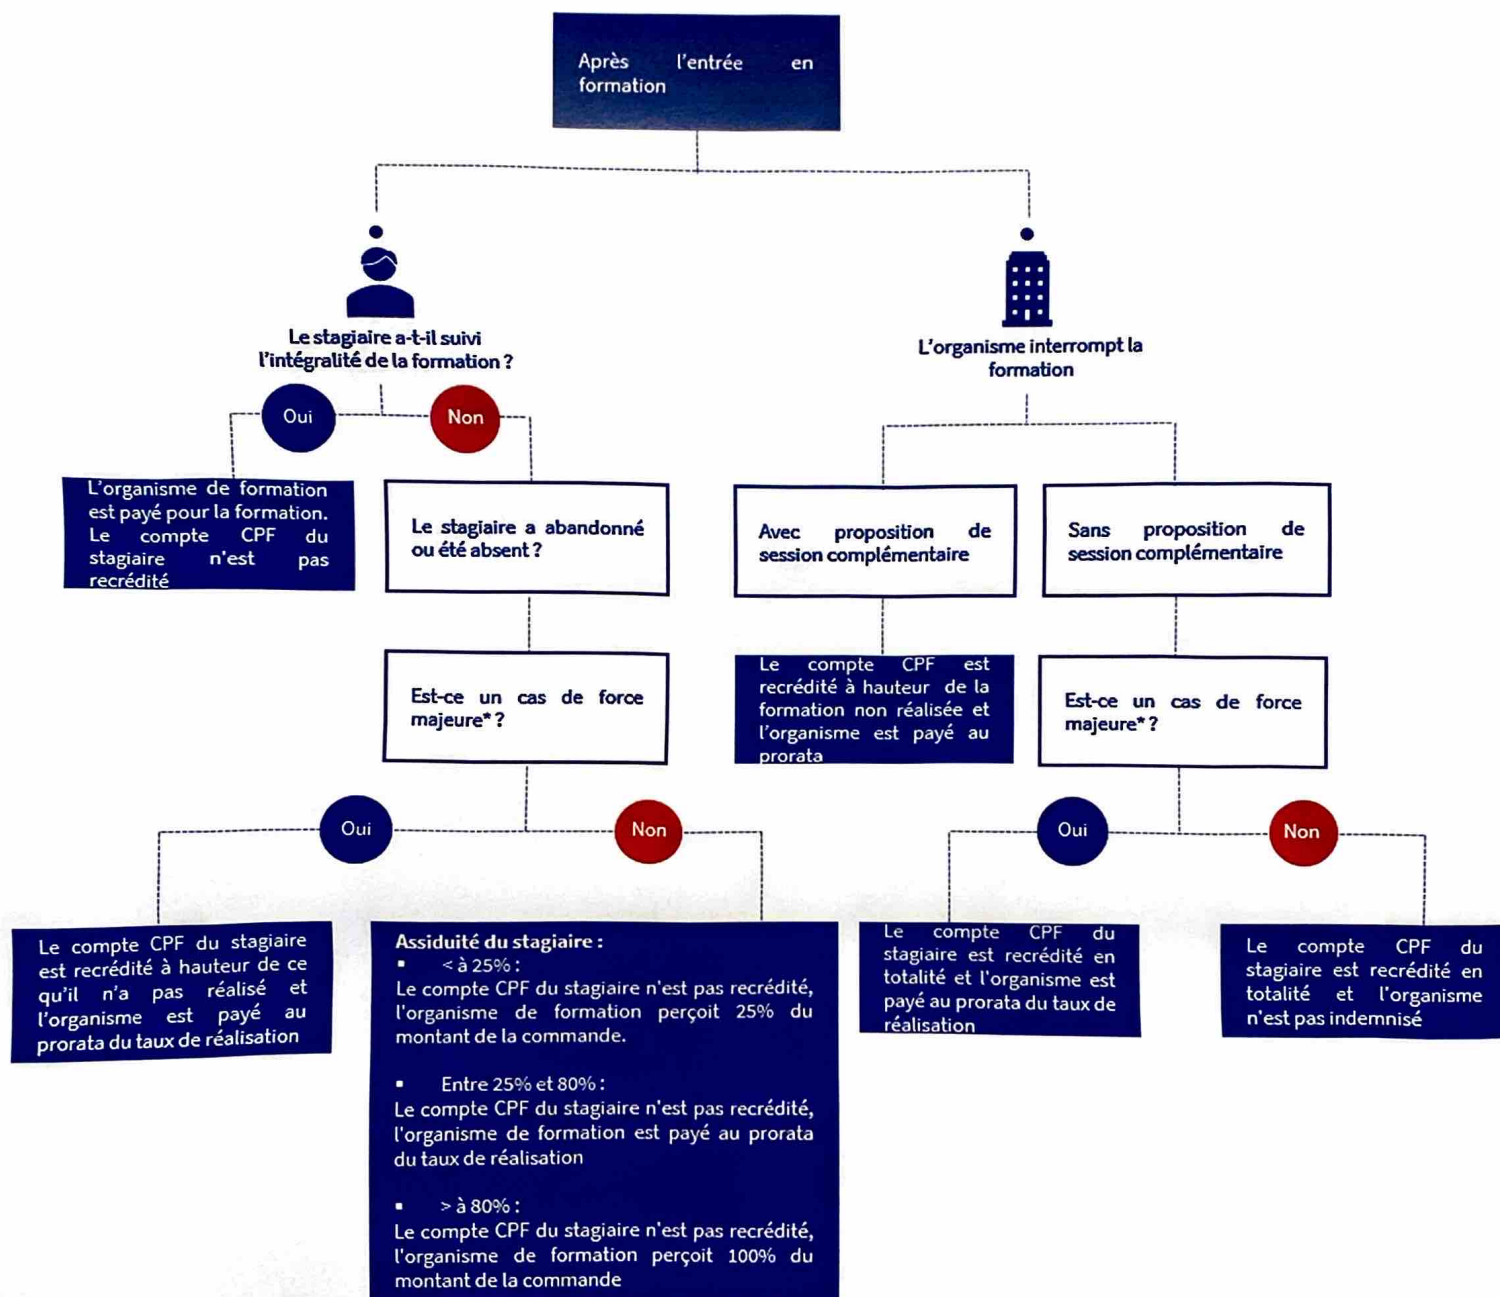 Après l'entrée en
formation
Le stagiaire a-t-il suivi
l'intégralité de la formation ?
L'organisme interrompt la
formation
Oui
Non
L'organisme de formation
est payé pour la formation.
Le compte CPF du
stagiaire n'est pas
recrédité
Le stagiaire a abandonné
ou été absent ?
Avec proposition de
session complémentaire
Sans proposition de
session complémentaire
Est-ce un cas de force
majeure* ?
Le compte CPF est
recrédité à hauteur de la
formation non réalisée et
l'organisme est payé au
prorata
Est-ce un cas de force
majeure* ?
Oui
Non
Oui
Non
Le compte CPF du stagiaire
est recrédité à hauteur de ce
qu'il n'a pas réalisé et
l'organisme est payé au
prorata du taux de réalisation
Assiduité du stagiaire :
▪ < à 25% :
Le compte CPF du stagiaire n'est pas recrédité,
l'organisme de formation perçoit 25% du
montant de la commande.
▪ Entre 25% et 80% :
Le compte CPF du stagiaire n'est pas recrédité,
l'organisme de formation est payé au prorata
du taux de réalisation
▪ > à 80% :
Le compte CPF du stagiaire n'est pas recrédité,
l'organisme de formation perçoit 100% du
montant de la commande
Le compte CPF du
stagiaire est recrédité en
totalité et l'organisme est
payé au prorata du taux de
réalisation
Le compte CPF du
stagiaire est recrédité en
totalité et l'organisme
n'est pas indemnisé